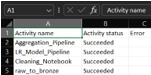 A1 Activity name
A B C
1 Activity name Activity status Error
2 Aggregation_Pipeline Succeeded
3 LR_Model_Pipeline Succeeded
4 Cleaning_Notebook Succeeded
5 raw_to_bronze Succeeded